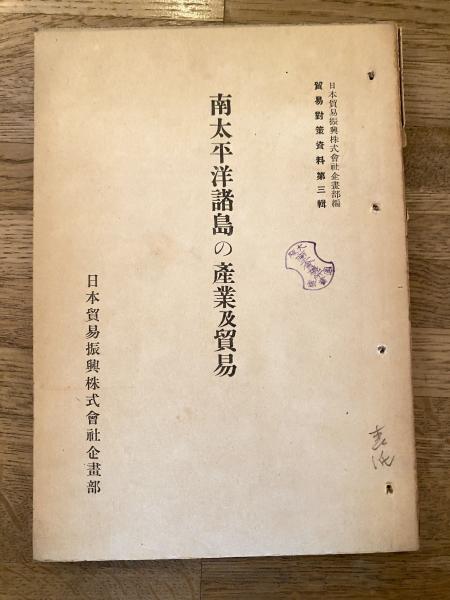 日本貿易振興株式會社企畫部編
貿易對策資料第三輯
南太平洋諸島の產業及貿易
日本貿易振興株式會社企畫部